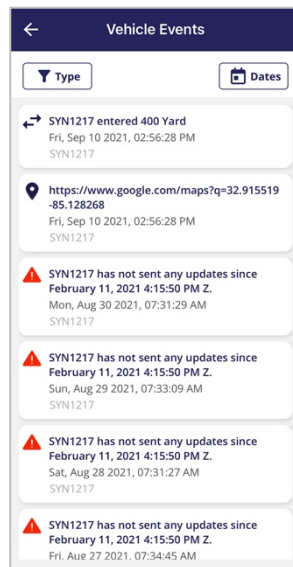 Vehicle Events
Type
Dates
SYN1217 entered 400 Yard
Fri, Sep 10 2021, 02:56:28 PM
SYN1217
https://www.google.com/maps?q=32.915519
-85.128268
Fri, Sep 10 2021, 02:56:28 PM
SYN1217
SYN1217 has not sent any updates since
February 11, 2021 4:15:50 PM Z.
Mon, Aug 30 2021, 07:31:29 AM
SYN1217
SYN1217 has not sent any updates since
February 11, 2021 4:15:50 PM Z.
Sun, Aug 29 2021, 07:33:09 AM
SYN1217
SYN1217 has not sent any updates since
February 11, 2021 4:15:50 PM Z.
Sat, Aug 28 2021, 07:31:27 AM
SYN1217
SYN1217 has not sent any updates since
February 11, 2021 4:15:50 PM Z.
Fri, Aug 27 2021, 07:34:45 AM